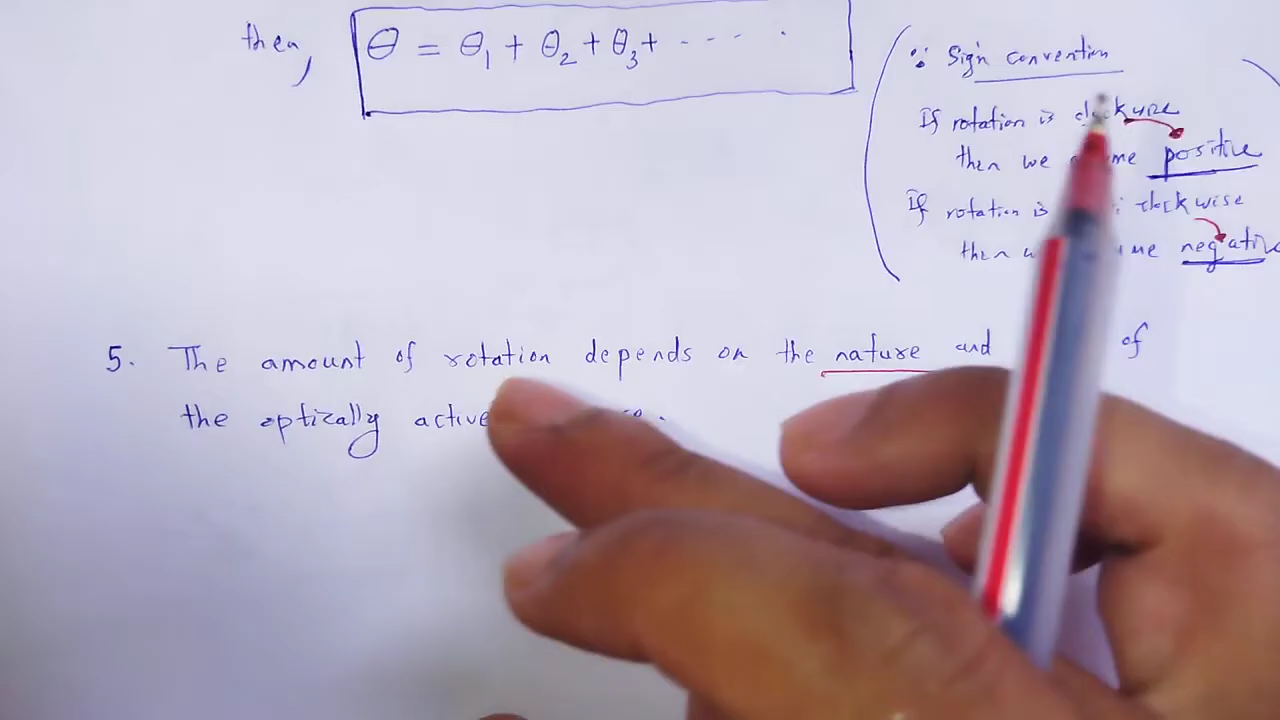 then, θ = θ1 + θ2 + θ3 + - - - - .
∵ Sign convention
If rotation is
then we positive
If rotation is clockwise
then negative
5. The amount of rotation depends on the nature and of
the optically active